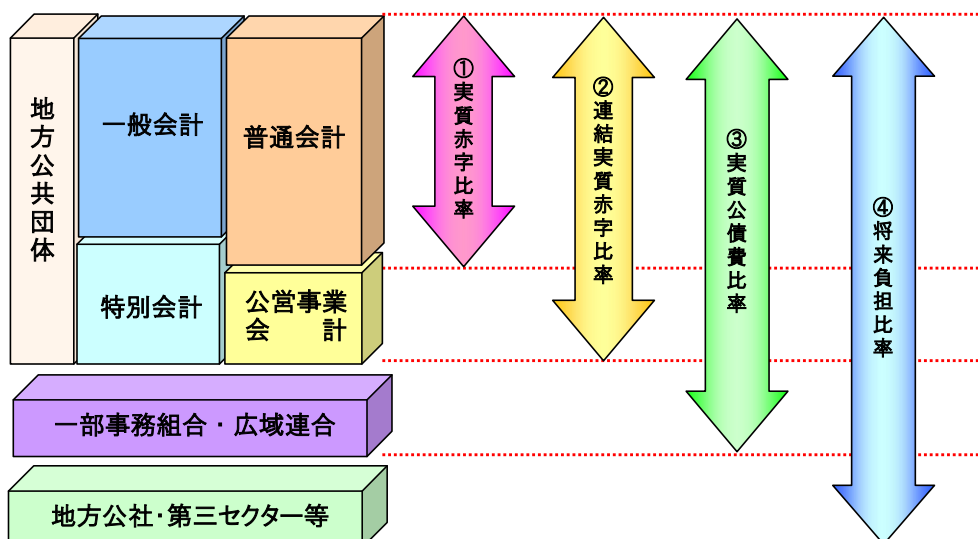 地方公共団体
一般会計
普通会計
特別会計
公営事業
会　　計
一部事務組合・広域連合
地方公社・第三セクター等
①実質赤字比率
②連結実質赤字比率
③実質公債費比率
④将来負担比率